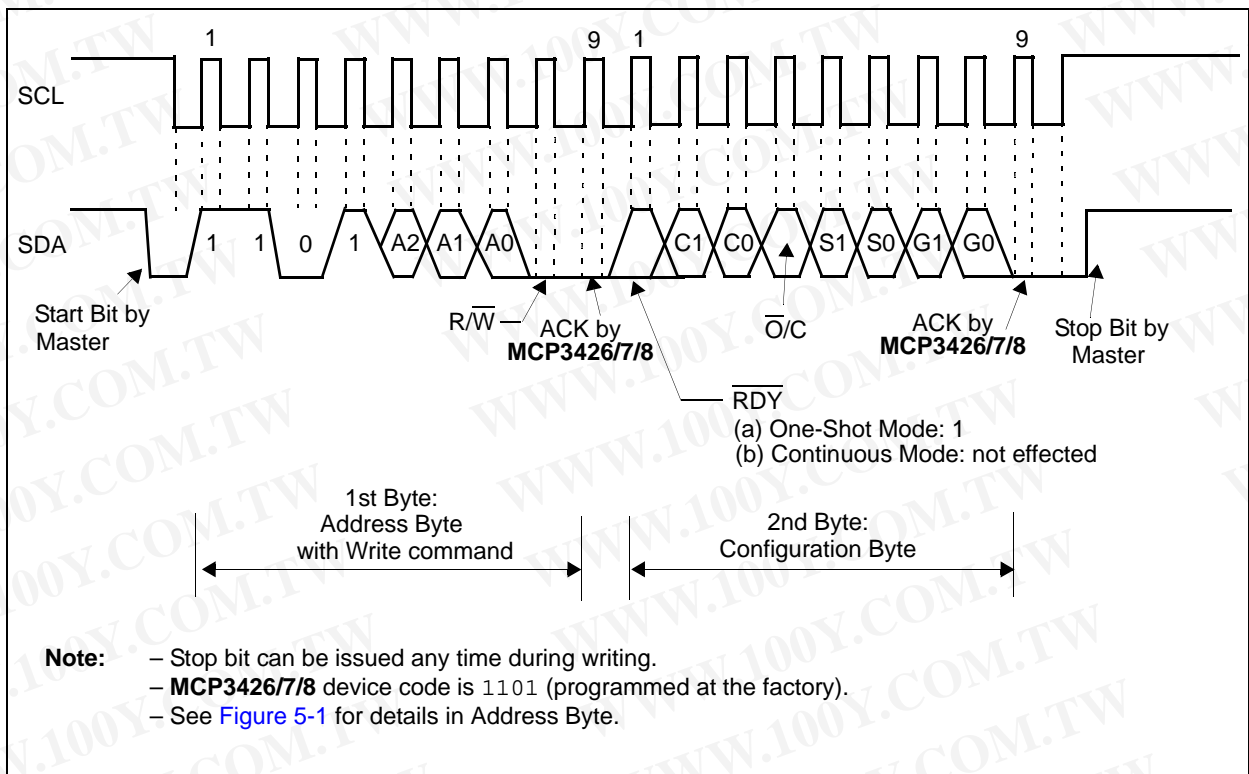 1 9 1 9
SCL
SDA
1 1 0 1 A2 A1 A0 C1 C0 O/C S1 S0 G1 G0
Start Bit by
Master
R/W
ACK by
MCP3426/7/8
ACK by
MCP3426/7/8
Stop Bit by
Master
RDY
(a) One-Shot Mode: 1
(b) Continuous Mode: not effected
1st Byte:
Address Byte
with Write command
2nd Byte:
Configuration Byte
Note: – Stop bit can be issued any time during writing.
– MCP3426/7/8 device code is 1101 (programmed at the factory).
– See Figure 5-1 for details in Address Byte.
WWW.100Y.COM.TW